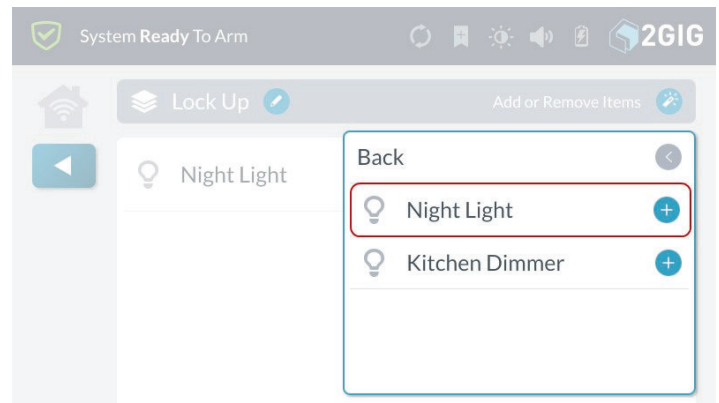 System Ready To Arm
2GIG
Lock Up
Add or Remove Items
Night Light
Back
Night Light
Kitchen Dimmer